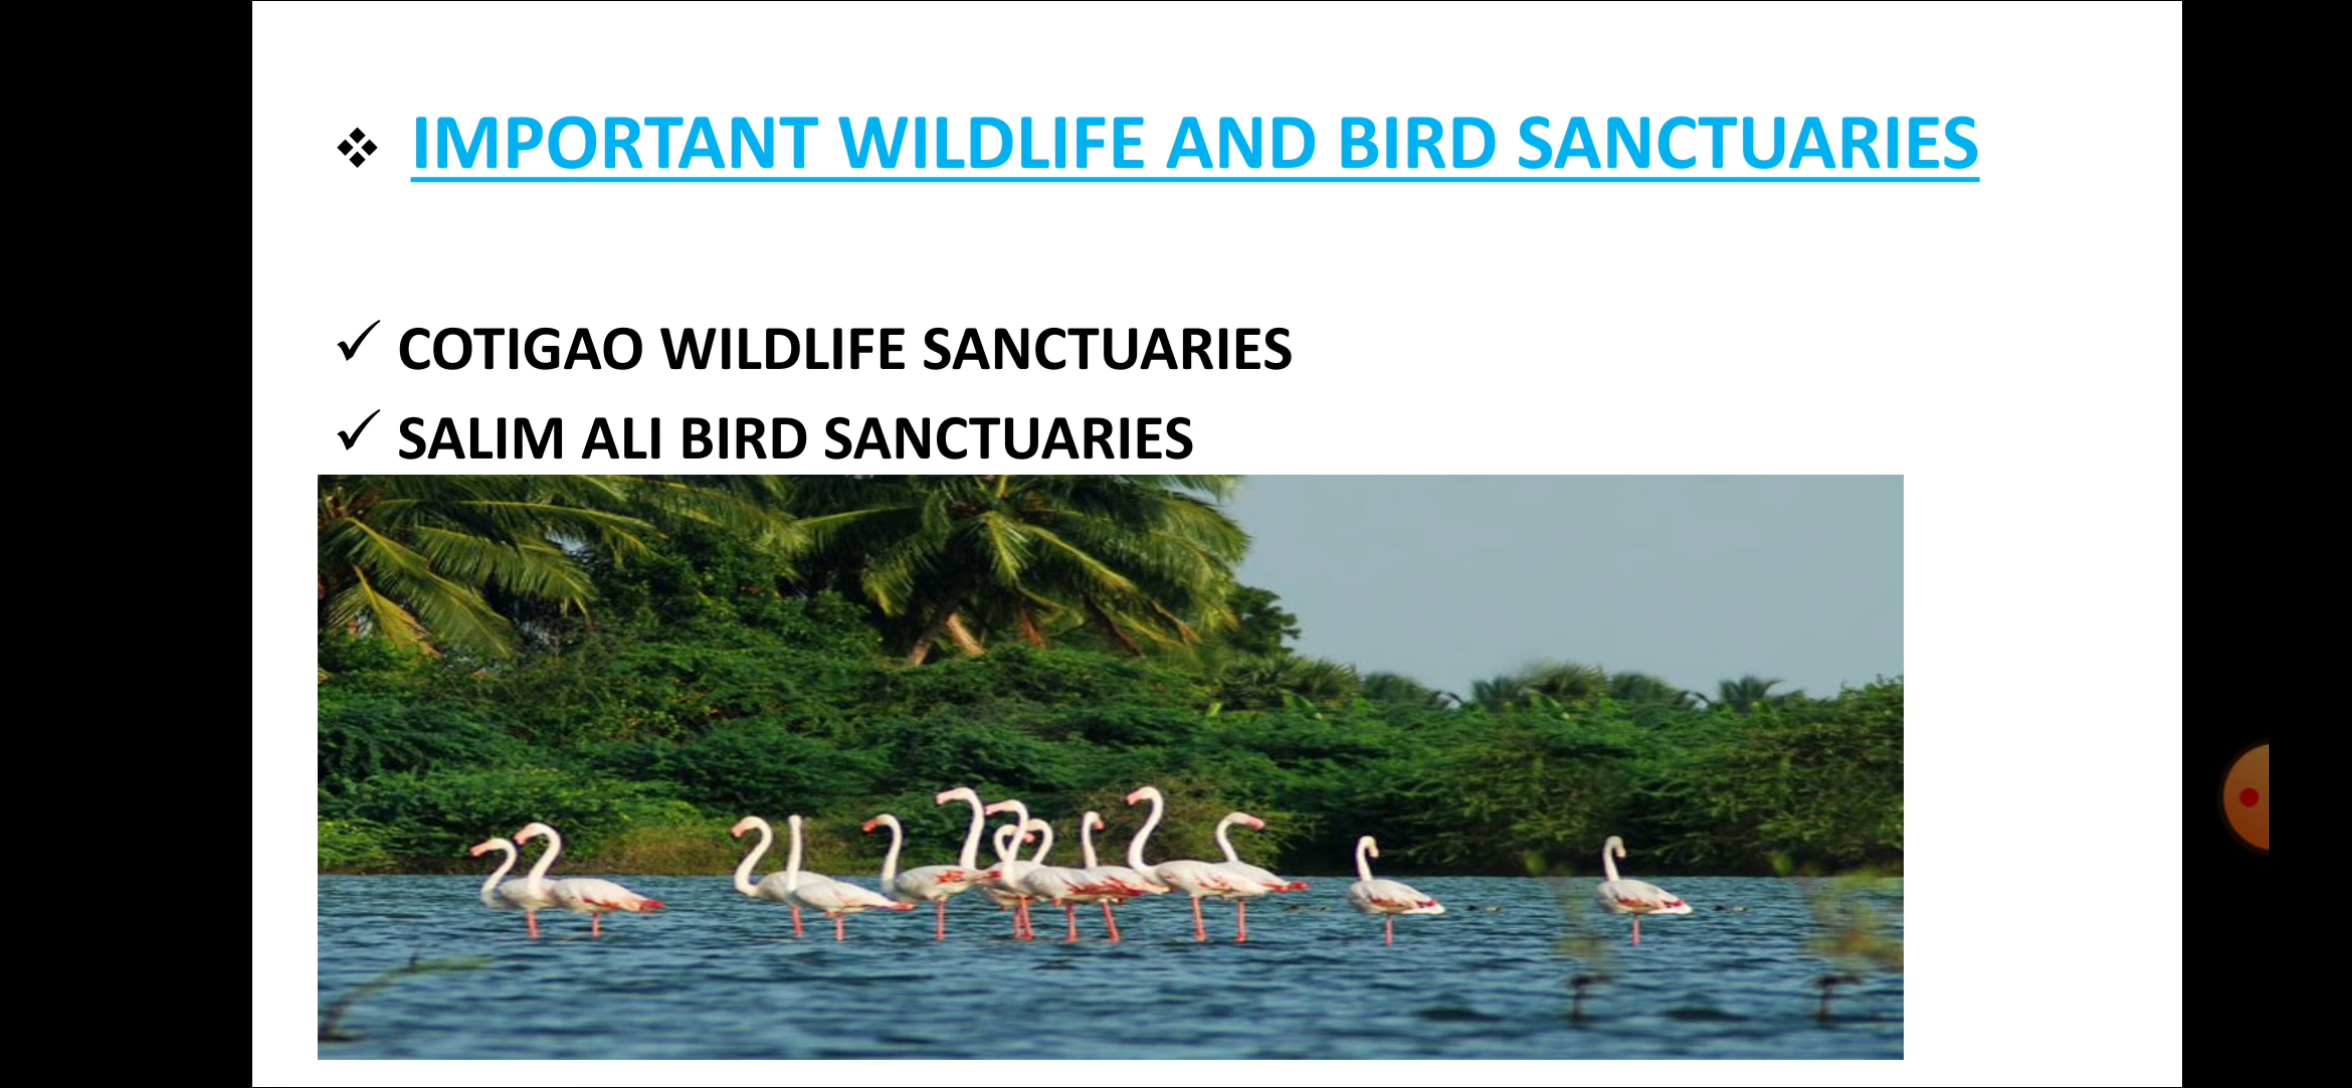 ❖ IMPORTANT WILDLIFE AND BIRD SANCTUARIES
✓ COTIGAO WILDLIFE SANCTUARIES
✓ SALIM ALI BIRD SANCTUARIES